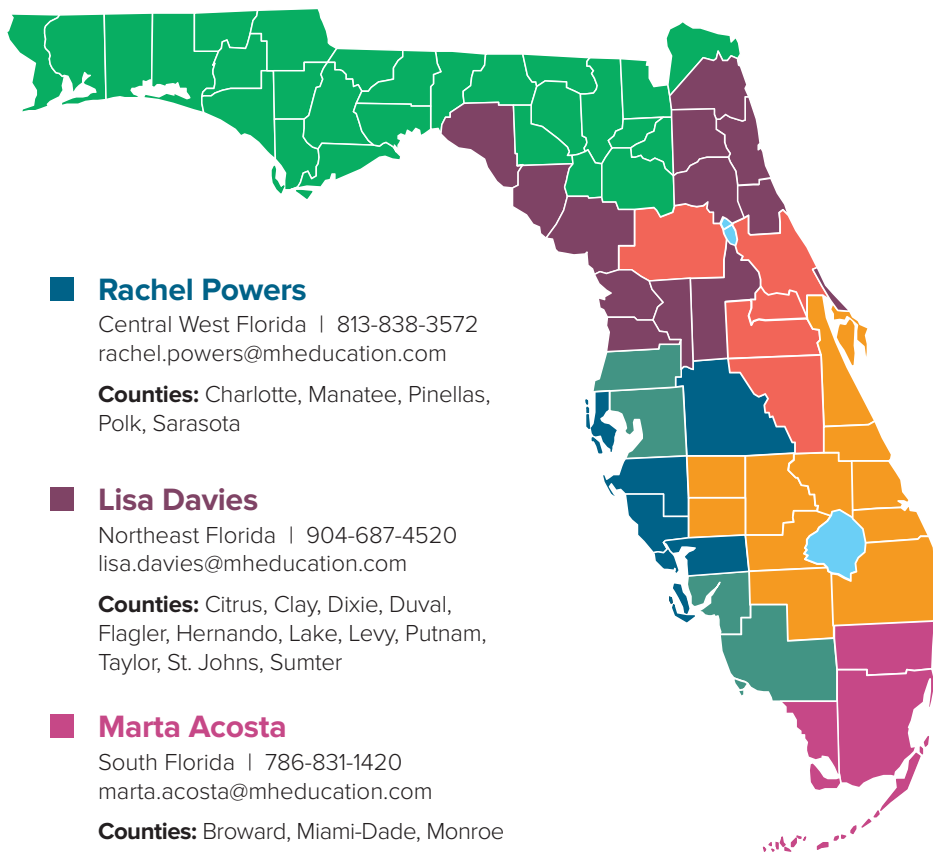 Rachel Powers
Central West Florida | 813-838-3572
rachel.powers@mheducation.com
Counties: Charlotte, Manatee, Pinellas,
Polk, Sarasota
Lisa Davies
Northeast Florida | 904-687-4520
lisa.davies@mheducation.com
Counties: Citrus, Clay, Dixie, Duval,
Flagler, Hernando, Lake, Levy, Putnam,
Taylor, St. Johns, Sumter
Marta Acosta
South Florida | 786-831-1420
marta.acosta@mheducation.com
Counties: Broward, Miami-Dade, Monroe